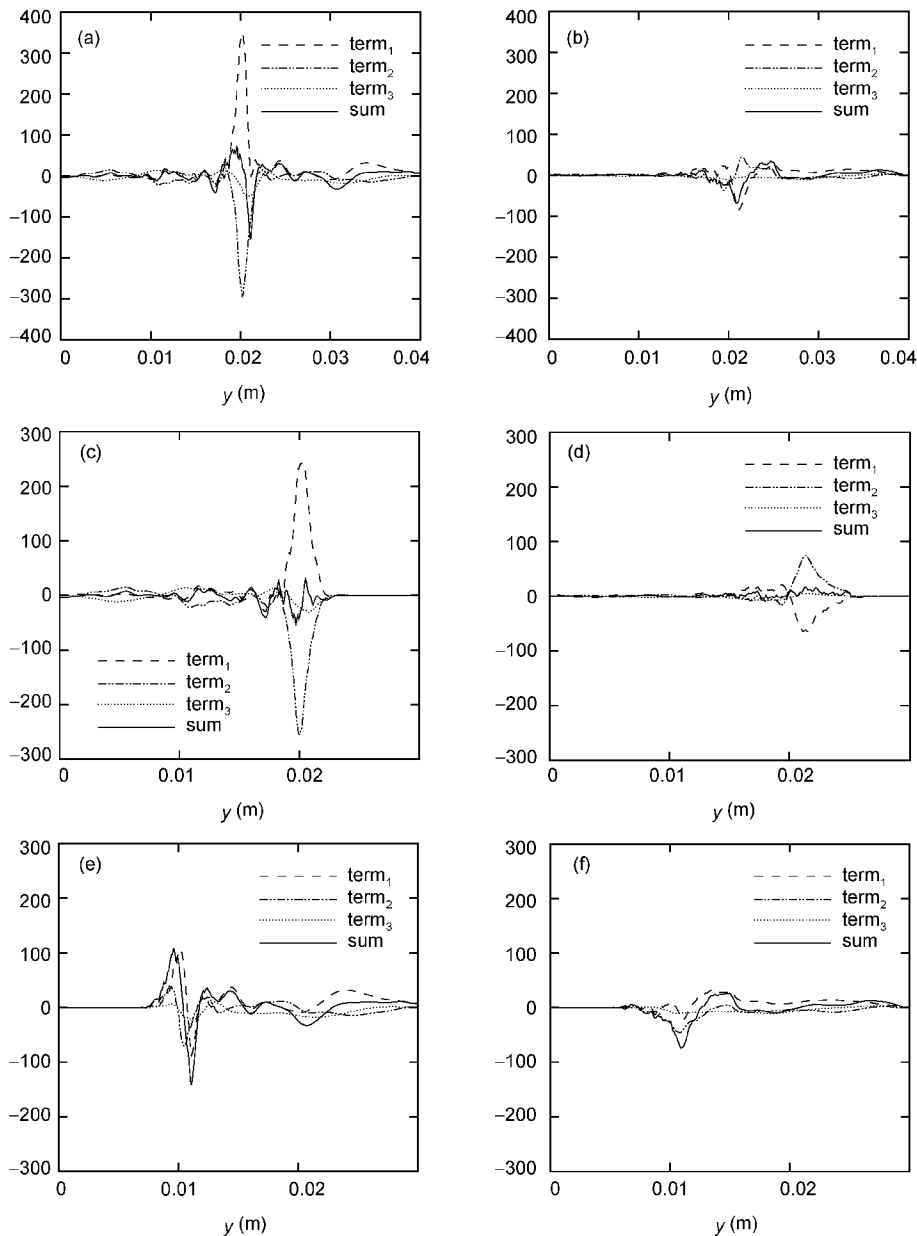 (a)
400
300
200
100
0
−100
−200
−300
−400
term₁
term₂
term₃
sum
0 0.01 0.02 0.03 0.04
y (m)
(b)
400
300
200
100
0
−100
−200
−300
−400
term₁
term₂
term₃
sum
0 0.01 0.02 0.03 0.04
y (m)
(c)
300
200
100
0
−100
−200
−300
term₁
term₂
term₃
sum
0 0.01 0.02
y (m)
(d)
300
200
100
0
−100
−200
−300
term₁
term₂
term₃
sum
0 0.01 0.02
y (m)
(e)
300
200
100
0
−100
−200
−300
term₁
term₂
term₃
sum
0 0.01 0.02
y (m)
(f)
300
200
100
0
−100
−200
−300
term₁
term₂
term₃
sum
0 0.01 0.02
y (m)